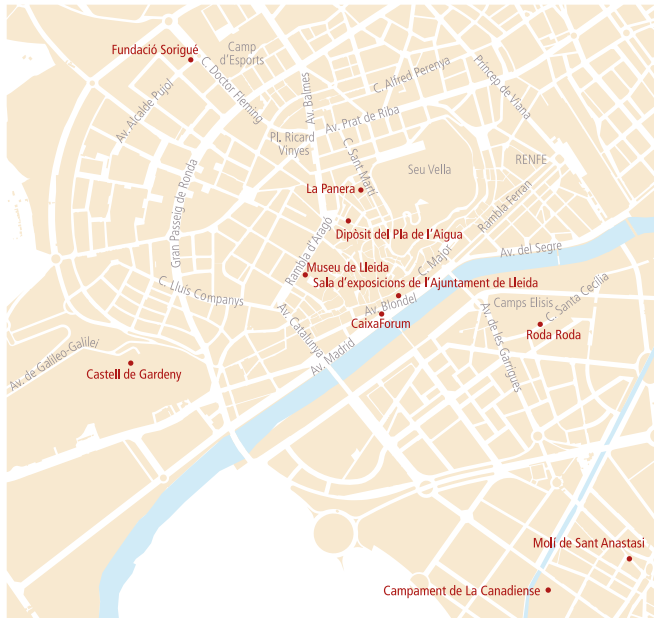 Fundació Sorigué
Camp
d'Esports
C. Doctor Fleming
Av. Alcalde Pujol
Av. Balmes
C. Alfred Perenya
Príncep de Viana
Av. Prat de Riba
Pl. Ricard
Vinyes
C. Sant Martí
Seu Vella
RENFE
La Panera
Rambla Ferran
Dipòsit del Pla de l'Aigua
Gran Passeig de Ronda
Rambla d'Aragó
C. Major
Av. del Segre
Museu de Lleida
Sala d'exposicions de l'Ajuntament de Lleida
C. Lluís Companys
Av. Blondel
Camps Elisis
C. Santa Cecília
CaixaForum
Av. Catalunya
Av. de les Garrigues
Roda Roda
Av. Madrid
Av. de Galileo-Galile/
Castell de Gardeny
Molí de Sant Anastasi
Campament de La Canadiense